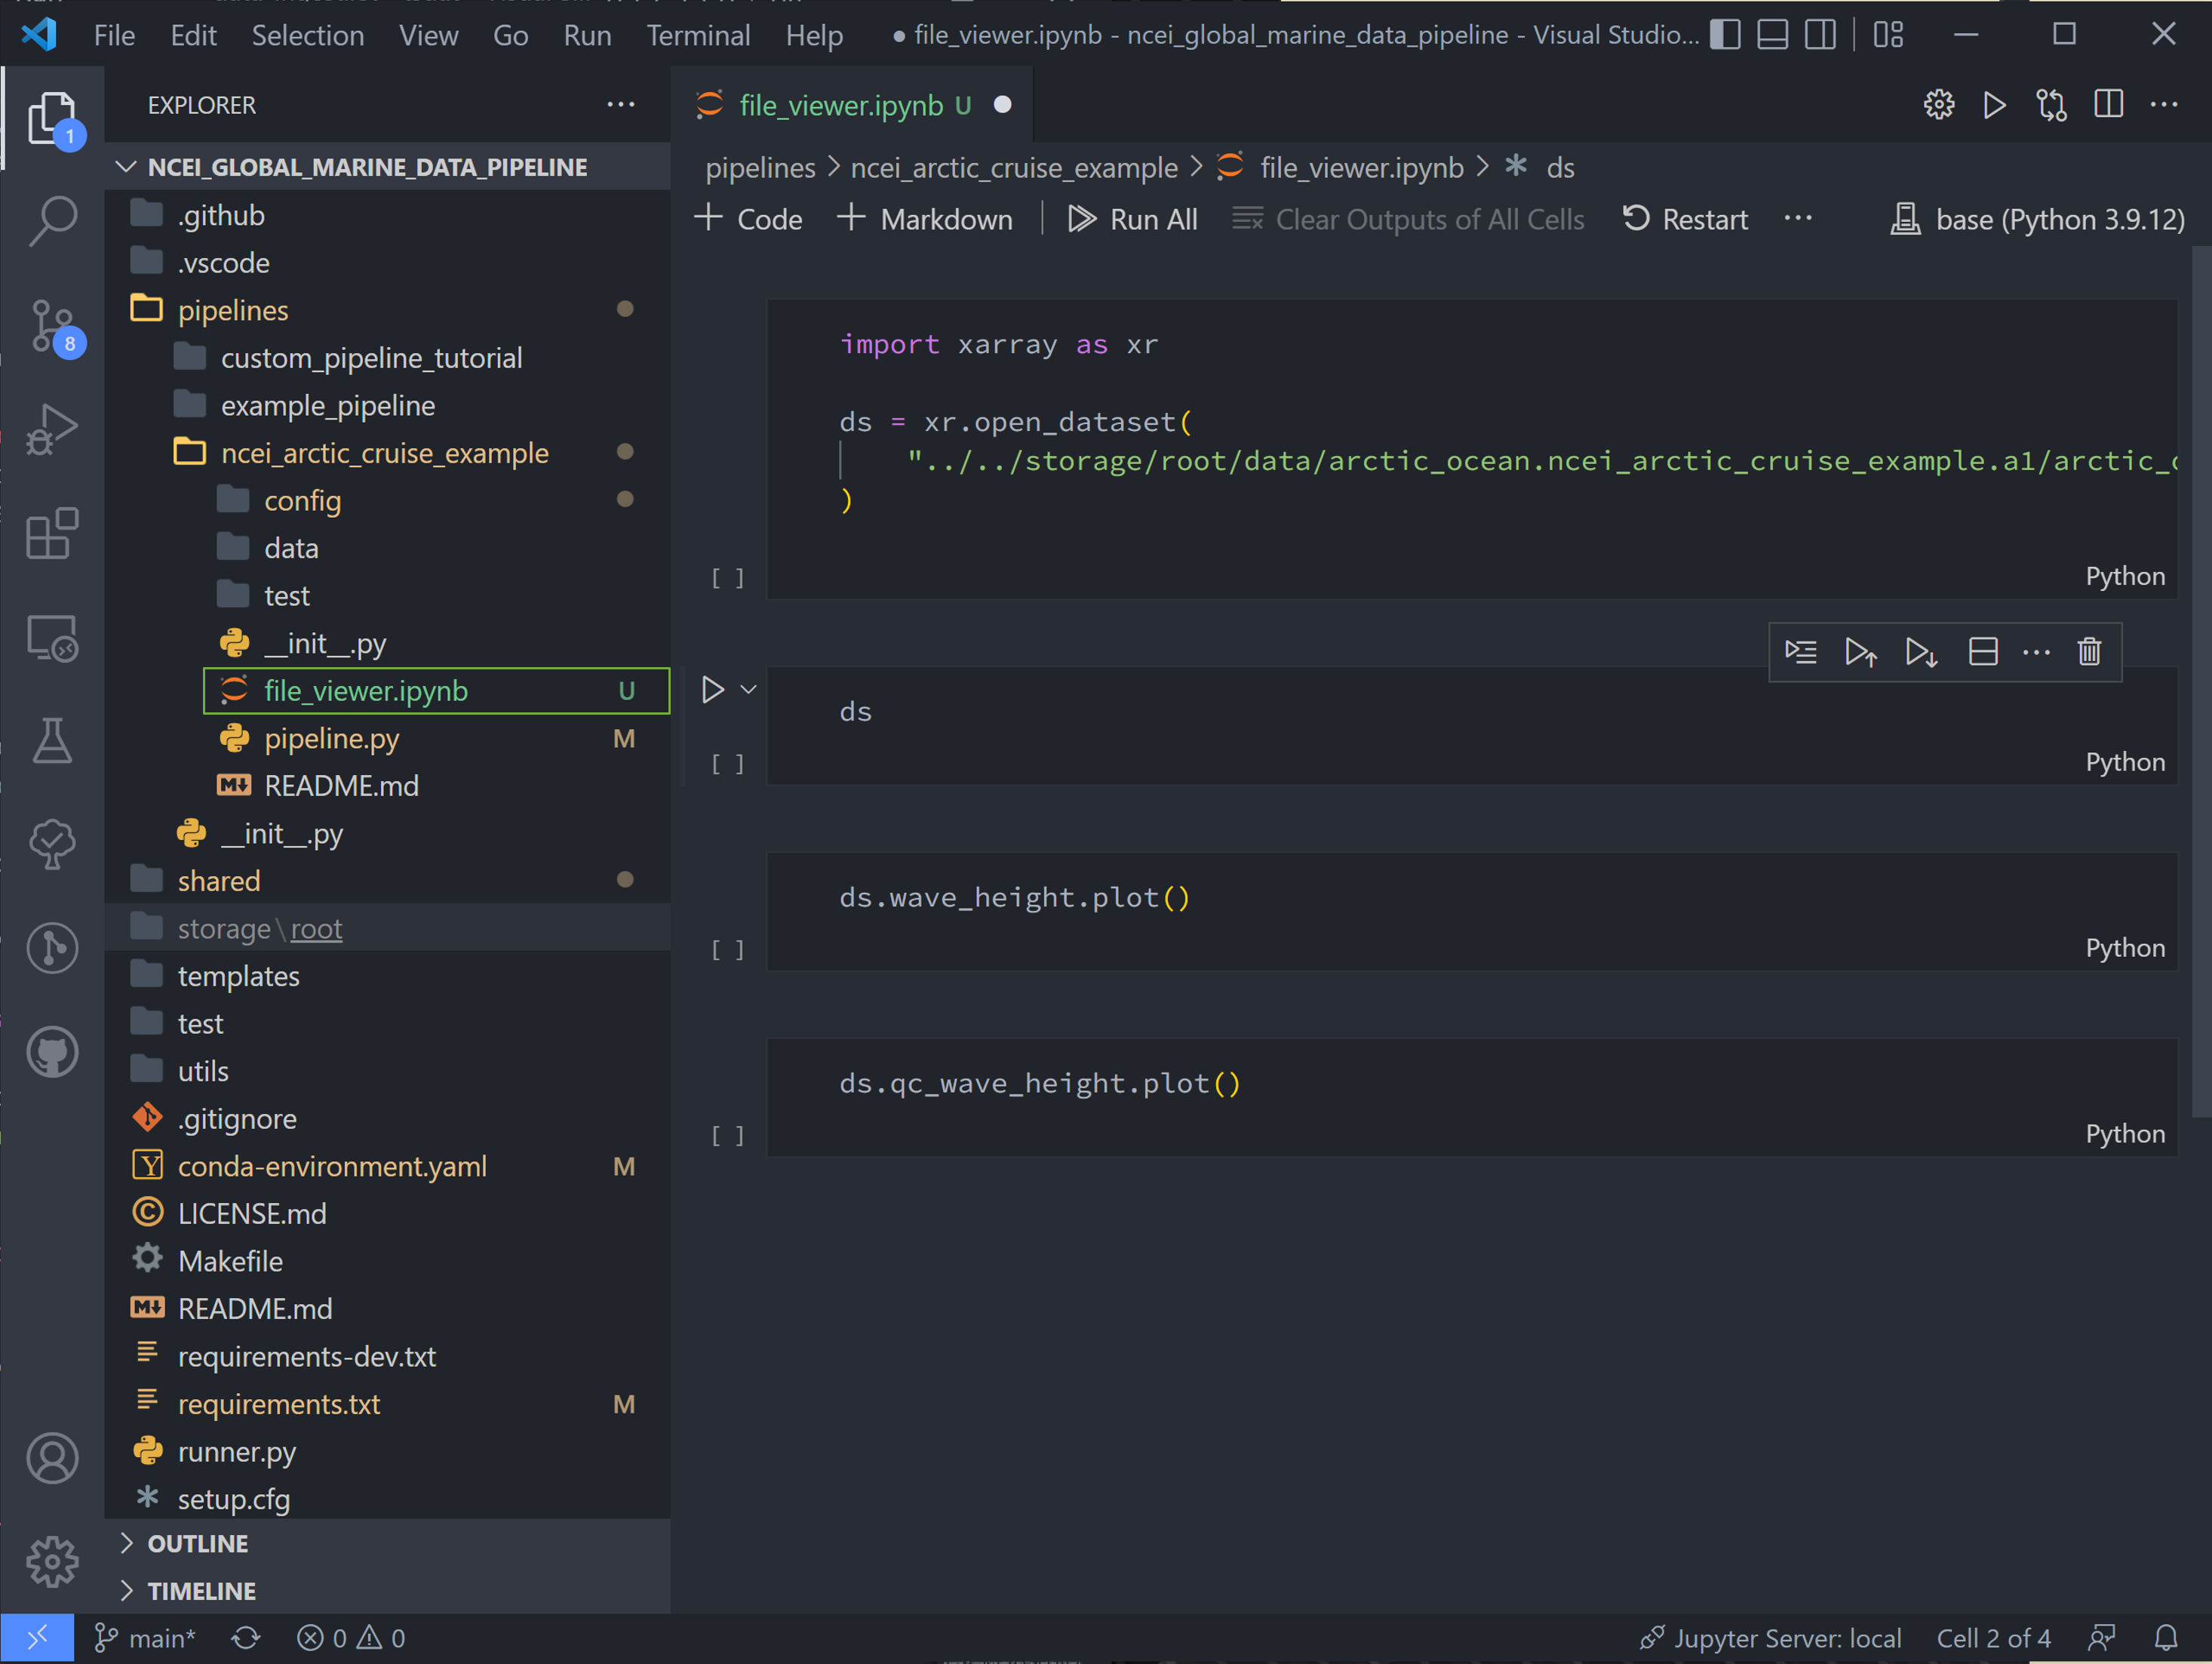 File Edit Selection View Go Run Terminal Help ● file_viewer.ipynb - ncei_global_marine_data_pipeline - Visual Studio...
EXPLORER
file_viewer.ipynb U
1
NCEI_GLOBAL_MARINE_DATA_PIPELINE
.github
.vscode
pipelines
custom_pipeline_tutorial
8
example_pipeline
ncei_arctic_cruise_example
config
data
test
__init__.py
file_viewer.ipynb U
pipeline.py M
README.md
__init__.py
shared
storage\root
templates
test
utils
.gitignore
Y conda-environment.yaml M
LICENSE.md
Makefile
README.md
requirements-dev.txt
requirements.txt M
runner.py
setup.cfg
OUTLINE
TIMELINE
pipelines > ncei_arctic_cruise_example > file_viewer.ipynb > * ds
+ Code + Markdown | Run All Clear Outputs of All Cells Restart ··· base (Python 3.9.12)
import xarray as xr
ds = xr.open_dataset(
"../../storage/root/data/arctic_ocean.ncei_arctic_cruise_example.a1/arctic_
)
[ ] Python
ds
[ ] Python
ds.wave_height.plot()
[ ] Python
ds.qc_wave_height.plot()
[ ] Python
main* 0 0 Jupyter Server: local Cell 2 of 4